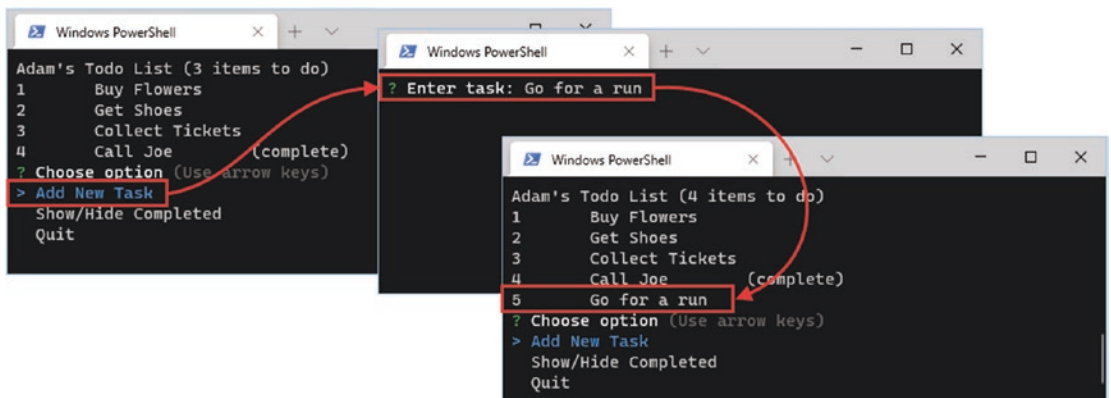 Windows PowerShell
Adam's Todo List (3 items to do)
1 Buy Flowers
2 Get Shoes
3 Collect Tickets
4 Call Joe (complete)
? Choose option (Use arrow keys)
> Add New Task
Show/Hide Completed
Quit
Windows PowerShell
? Enter task: Go for a run
Windows PowerShell
Adam's Todo List (4 items to do)
1 Buy Flowers
2 Get Shoes
3 Collect Tickets
4 Call Joe (complete)
5 Go for a run
? Choose option (Use arrow keys)
> Add New Task
Show/Hide Completed
Quit